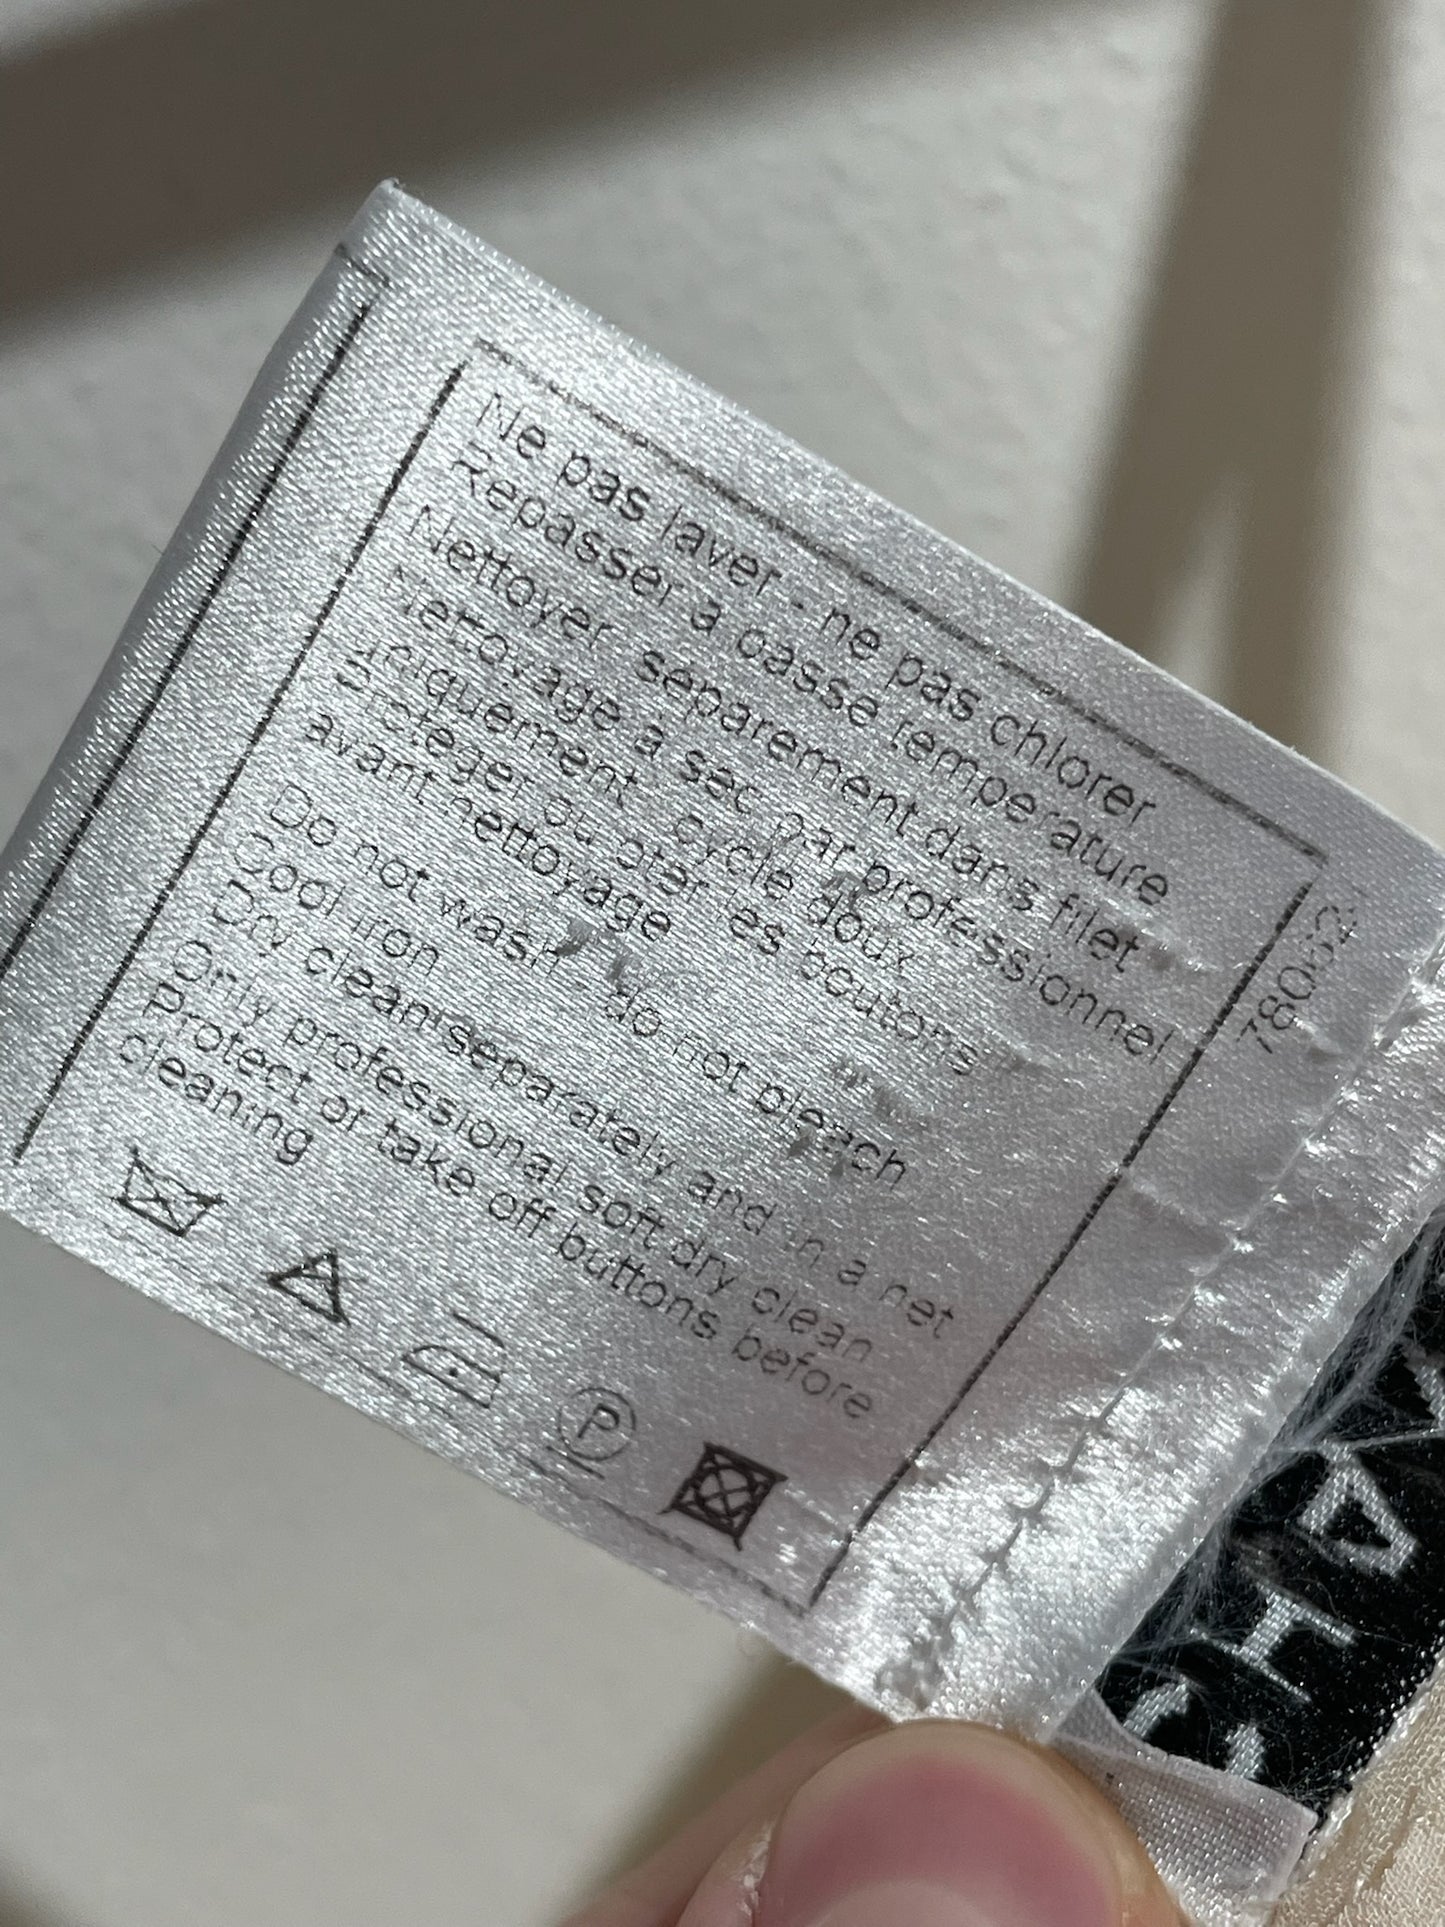 Ne pas laver - ne pas chlorer
Repasser à basse température
Nettoyer séparément dans filet
Nettoyage à sec par professionnel
uniquement cycle doux
Protéger ou ôter les boutons
avant nettoyage
Do not wash - do not bleach
Cool iron
Dry clean separately and in a net
Only professional soft dry clean
Protect or take off buttons before
cleaning
P
CHA